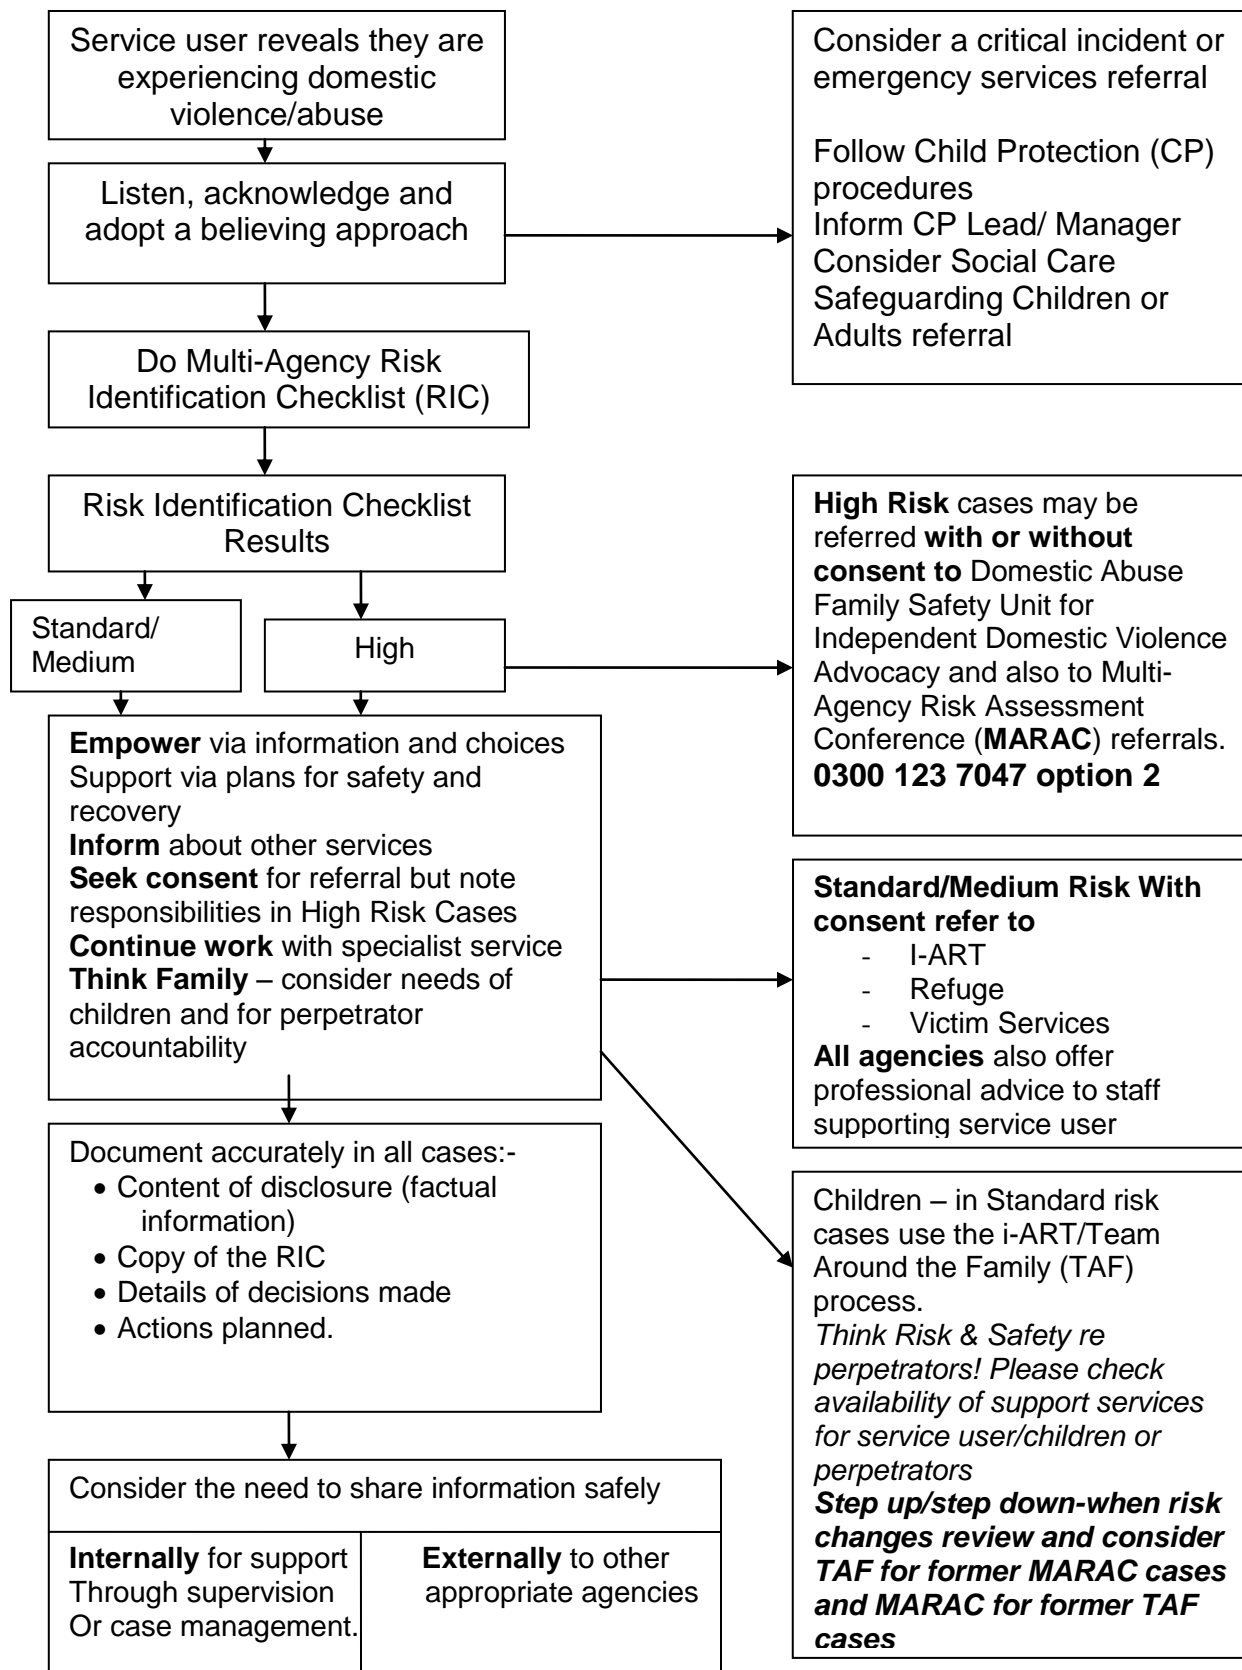 Service user reveals they are
experiencing domestic
violence/abuse
Listen, acknowledge and
adopt a believing approach
Do Multi-Agency Risk
Identification Checklist (RIC)
Risk Identification Checklist
Results
Standard/
Medium
High
Empower via information and choices
Support via plans for safety and
recovery
Inform about other services
Seek consent for referral but note
responsibilities in High Risk Cases
Continue work with specialist service
Think Family – consider needs of
children and for perpetrator
accountability
Document accurately in all cases:-
• Content of disclosure (factual
information)
• Copy of the RIC
• Details of decisions made
• Actions planned.
Consider the need to share information safely
Internally for support
Through supervision
Or case management.
Externally to other
appropriate agencies
Consider a critical incident or
emergency services referral
Follow Child Protection (CP)
procedures
Inform CP Lead/ Manager
Consider Social Care
Safeguarding Children or
Adults referral
High Risk cases may be
referred with or without
consent to Domestic Abuse
Family Safety Unit for
Independent Domestic Violence
Advocacy and also to Multi-
Agency Risk Assessment
Conference (MARAC) referrals.
0300 123 7047 option 2
Standard/Medium Risk With
consent refer to
- I-ART
- Refuge
- Victim Services
All agencies also offer
professional advice to staff
supporting service user
Children – in Standard risk
cases use the i-ART/Team
Around the Family (TAF)
process.
Think Risk & Safety re
perpetrators! Please check
availability of support services
for service user/children or
perpetrators
Step up/step down-when risk
changes review and consider
TAF for former MARAC cases
and MARAC for former TAF
cases